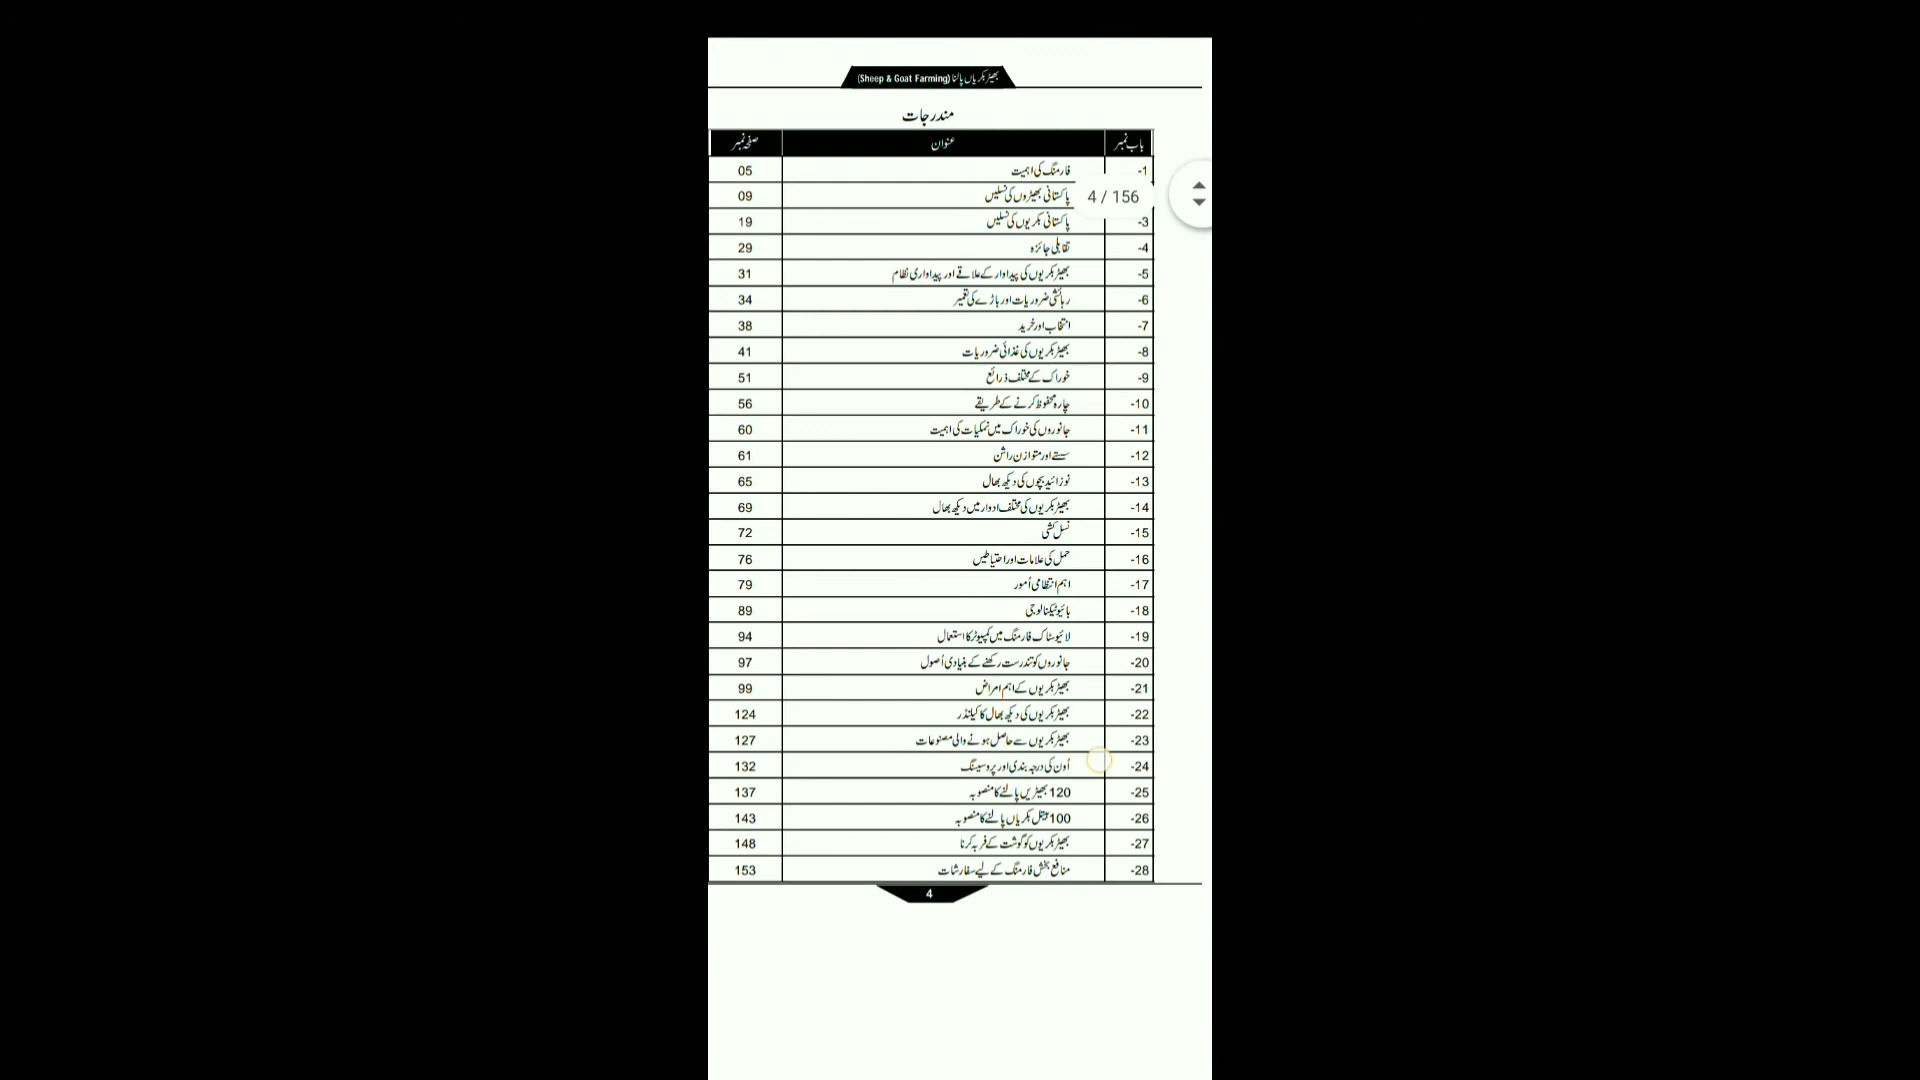 بھیڑ بکریاں پالنا (Sheep & Goat Farming)
مندرجات
باب نمبر عنوان صفحہ نمبر
1- فارمنگ کی اہمیت 05
پاکستانی بھیڑوں کی نسلیں 09
4 / 156
3- پاکستانی بکریوں کی نسلیں 19
4- تقابلی جائزہ 29
5- بھیڑ بکریوں کی پیداوار کے علاقے اور پیداواری نظام 31
6- رہائشی ضروریات اور باڑے کی تعمیر 34
7- انتخاب اور خرید 38
8- بھیڑ بکریوں کی غذائی ضروریات 41
9- خوراک کے مختلف ذرائع 51
10- چارہ محفوظ کرنے کے طریقے 56
11- جانوروں کی خوراک میں نمکیات کی اہمیت 60
12- سستے اور متوازن راشن 61
13- نوزائید بچوں کی دیکھ بھال 65
14- بھیڑ بکریوں کی مختلف ادوار میں دیکھ بھال 69
15- نسل کشی 72
16- حمل کی علامات اور احتیاطیں 76
17- اہم انتظامی اُمور 79
18- بائیوٹیکنالوجی 89
19- لائیوسٹاک فارمنگ میں کمپیوٹر کا استعمال 94
20- جانوروں کو تندرست رکھنے کے بنیادی اُصول 97
21- بھیڑ بکریوں کے اہم امراض 99
22- بھیڑ بکریوں کی دیکھ بھال کا کیلنڈر 124
23- بھیڑ بکریوں سے حاصل ہونے والی مصنوعات 127
24- اُون کی درجہ بندی اور پروسیسنگ 132
25- 120 بھیڑیں پالنے کا منصوبہ 137
26- 100 بیتل بکریاں پالنے کا منصوبہ 143
27- بھیڑ بکریوں کو گوشت کے فربہ کرنا 148
28- منافع بخش فارمنگ کے لیے سفارشات 153
4